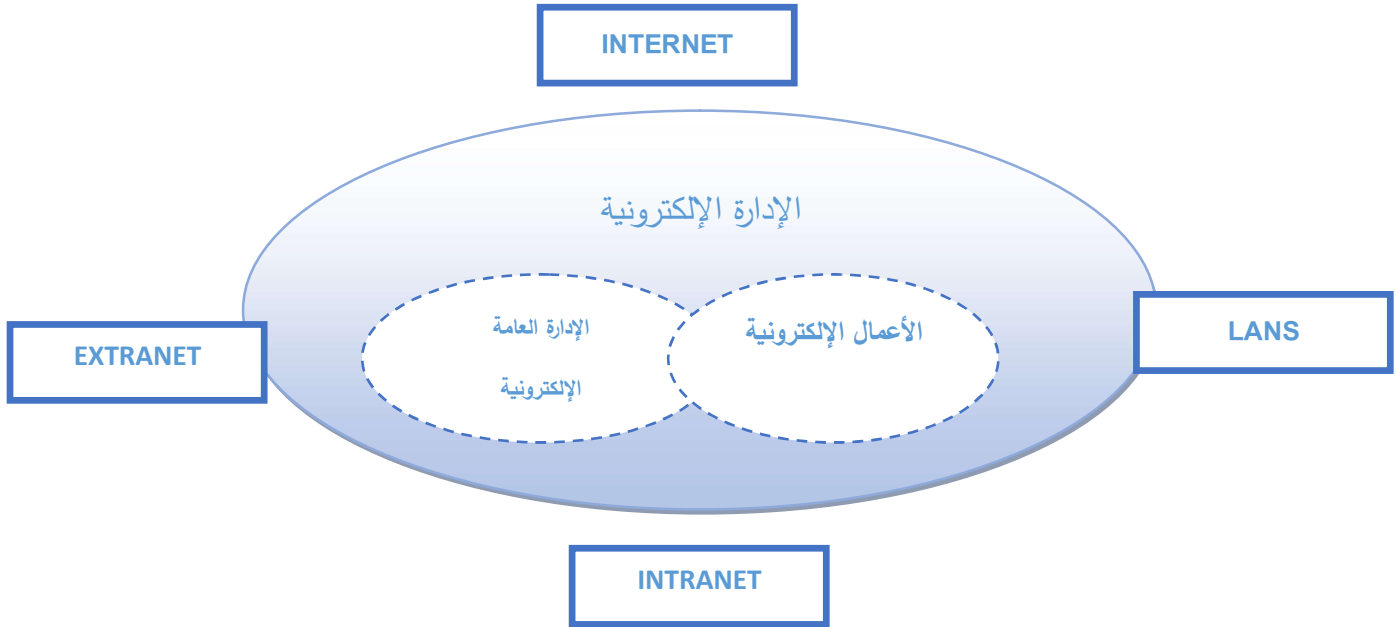 INTERNET
الإدارة الإلكترونية
الإدارة العامة
الإلكترونية
الأعمال الإلكترونية
EXTRANET
LANS
INTRANET